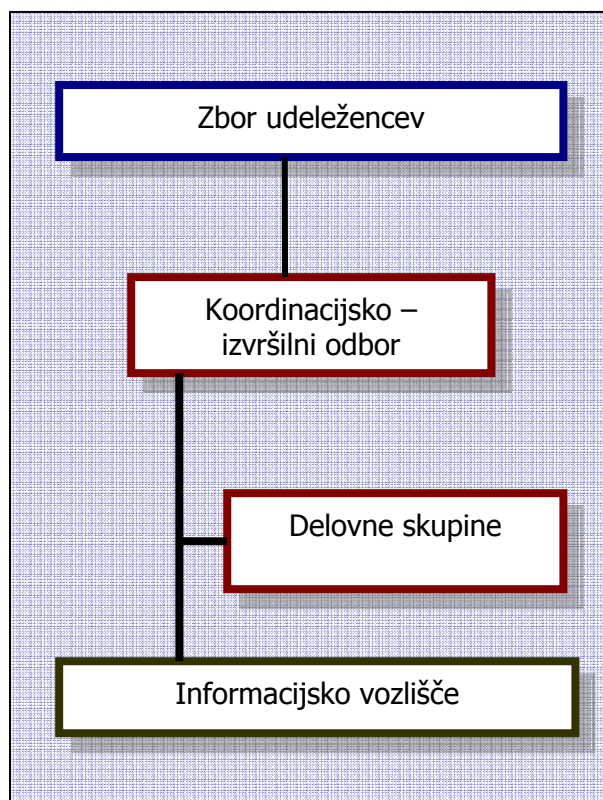 Zbor udeležencev
Koordinacijsko –
izvršilni odbor
Delovne skupine
Informacijsko vozlišče